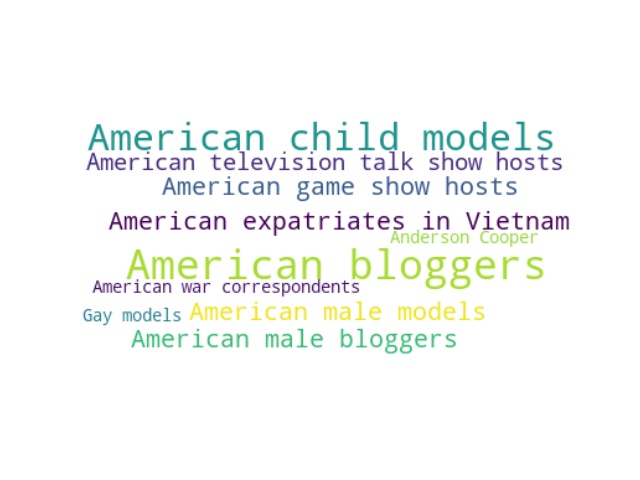 American child models
American television talk show hosts
American game show hosts
American expatriates in Vietnam
Anderson Cooper
American bloggers
American war correspondents
Gay models American male models
American male bloggers